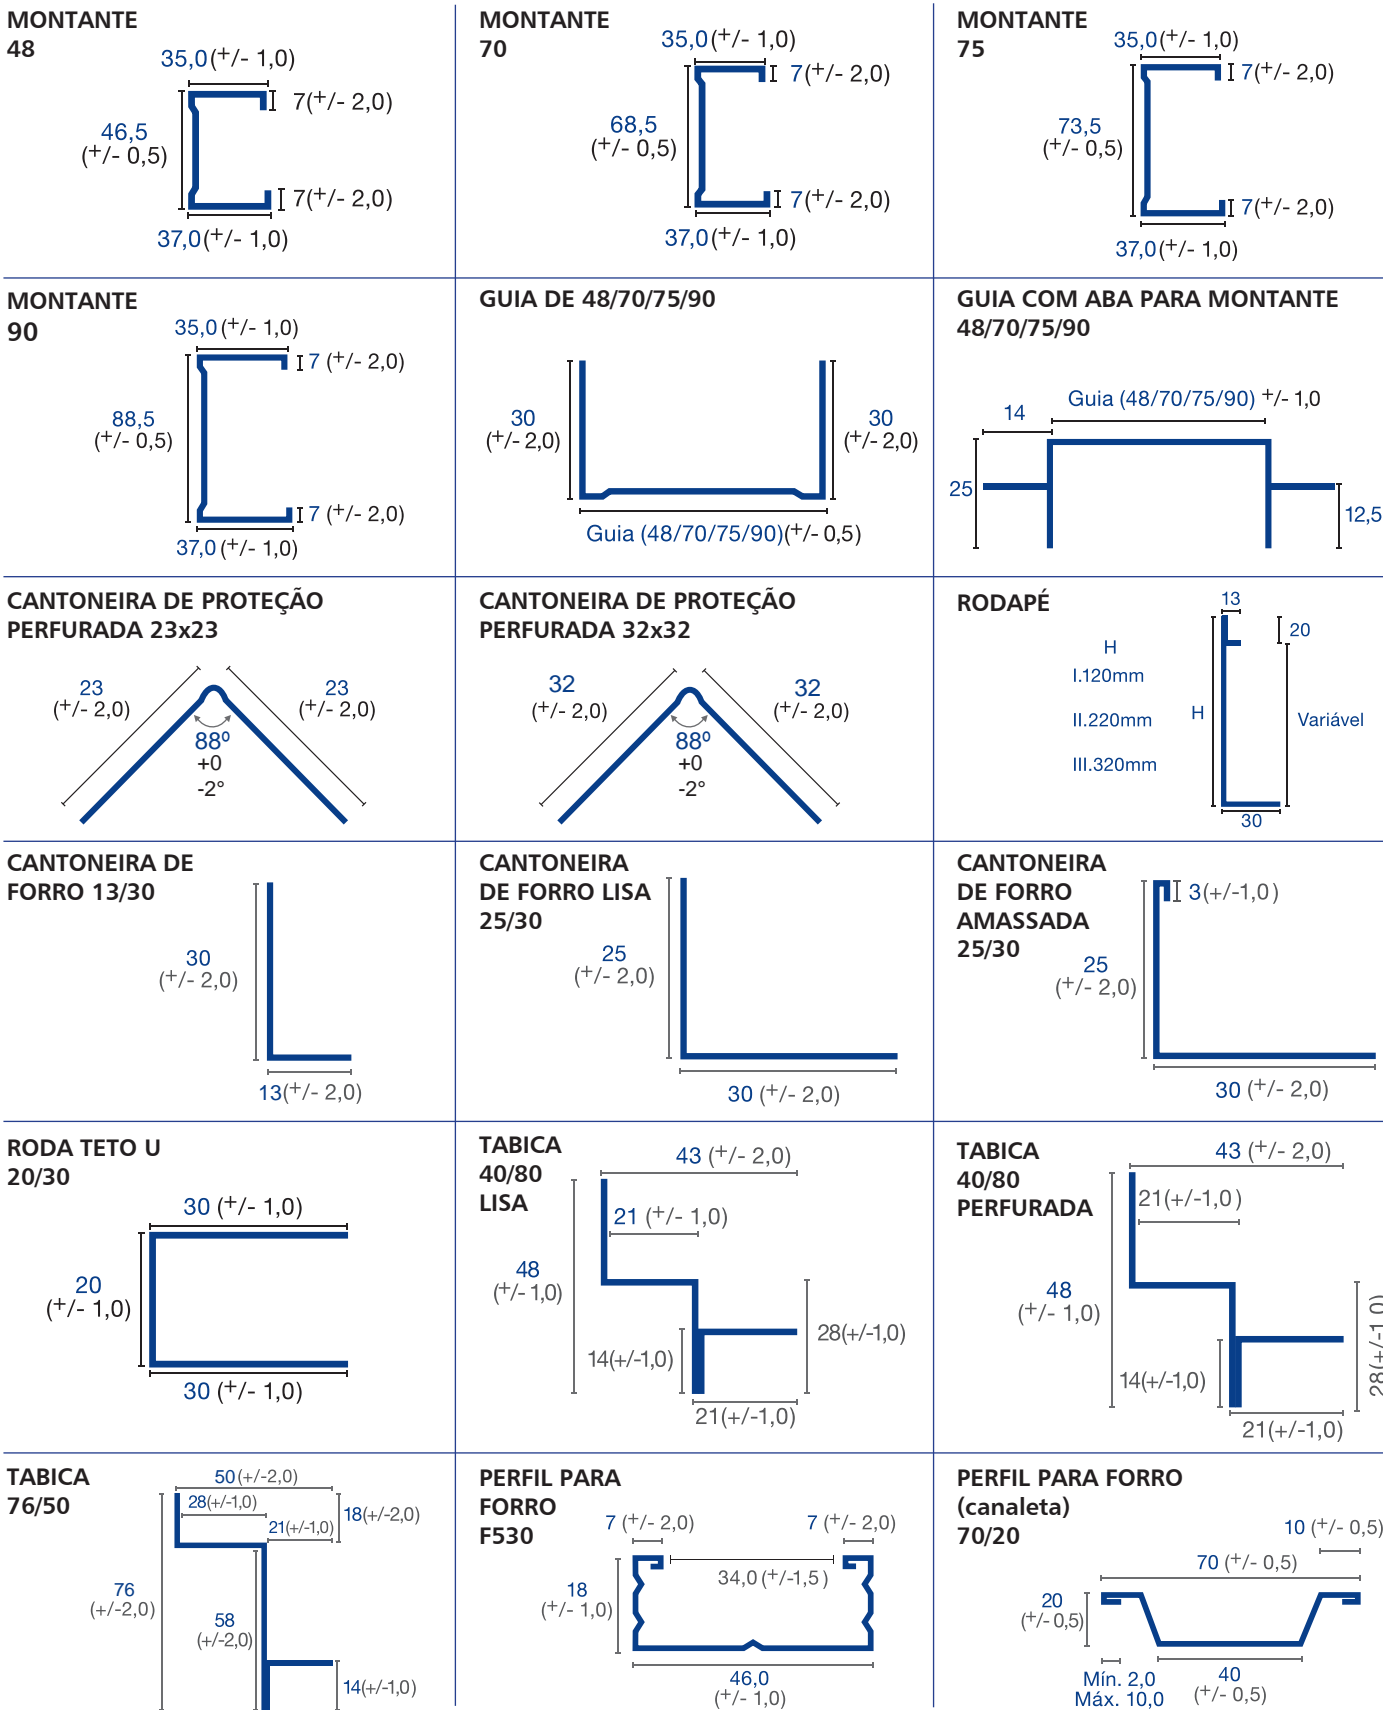 MONTANTE
48
35,0(+/- 1,0)
7(+/- 2,0)
46,5
(+/- 0,5)
7(+/- 2,0)
37,0(+/- 1,0)
MONTANTE
70
35,0(+/- 1,0)
7(+/- 2,0)
68,5
(+/- 0,5)
7(+/- 2,0)
37,0(+/- 1,0)
MONTANTE
75
35,0(+/- 1,0)
7(+/- 2,0)
73,5
(+/- 0,5)
7(+/- 2,0)
37,0(+/- 1,0)
MONTANTE
90
35,0 (+/- 1,0)
7 (+/- 2,0)
88,5
(+/- 0,5)
7 (+/- 2,0)
37,0 (+/- 1,0)
GUIA DE 48/70/75/90
30
(+/- 2,0)
30
(+/- 2,0)
Guia (48/70/75/90)(+/- 0,5)
GUIA COM ABA PARA MONTANTE
48/70/75/90
Guia (48/70/75/90) +/- 1,0
14
25
12,5
CANTONEIRA DE PROTEÇÃO
PERFURADA 23x23
23
(+/- 2,0)
23
(+/- 2,0)
88º
+0
-2°
CANTONEIRA DE PROTEÇÃO
PERFURADA 32x32
32
(+/- 2,0)
32
(+/- 2,0)
88º
+0
-2°
RODAPÉ
13
20
H
I.120mm
II.220mm
III.320mm
H
Variável
30
CANTONEIRA DE
FORRO 13/30
30
(+/- 2,0)
13(+/- 2,0)
CANTONEIRA
DE FORRO LISA
25/30
25
(+/- 2,0)
30 (+/- 2,0)
CANTONEIRA
DE FORRO
AMASSADA
25/30
3(+/-1,0 )
25
(+/- 2,0)
30 (+/- 2,0)
RODA TETO U
20/30
30 (+/- 1,0)
20
(+/- 1,0)
30 (+/- 1,0)
TABICA
40/80
LISA
43 (+/- 2,0)
21 (+/- 1,0)
48
(+/- 1,0)
28(+/-1,0)
14(+/-1,0)
21(+/-1,0)
TABICA
40/80
PERFURADA
43 (+/- 2,0)
21(+/-1,0 )
48
(+/- 1,0)
28(+/-1,0)
14(+/-1,0)
21(+/-1,0)
TABICA
76/50
50(+/-2,0)
28(+/-1,0)
18(+/-2,0)
21(+/-1,0)
76
(+/-2,0)
58
(+/-2,0)
14(+/-1,0)
PERFIL PARA
FORRO
F530
7 (+/- 2,0)
7 (+/- 2,0)
34,0 (+/-1,5 )
18
(+/- 1,0)
46,0
(+/- 1,0)
PERFIL PARA FORRO
(canaleta)
70/20
10 (+/- 0,5)
70 (+/- 0,5)
20
(+/- 0,5)
Mín. 2,0
Máx. 10,0
40
(+/- 0,5)